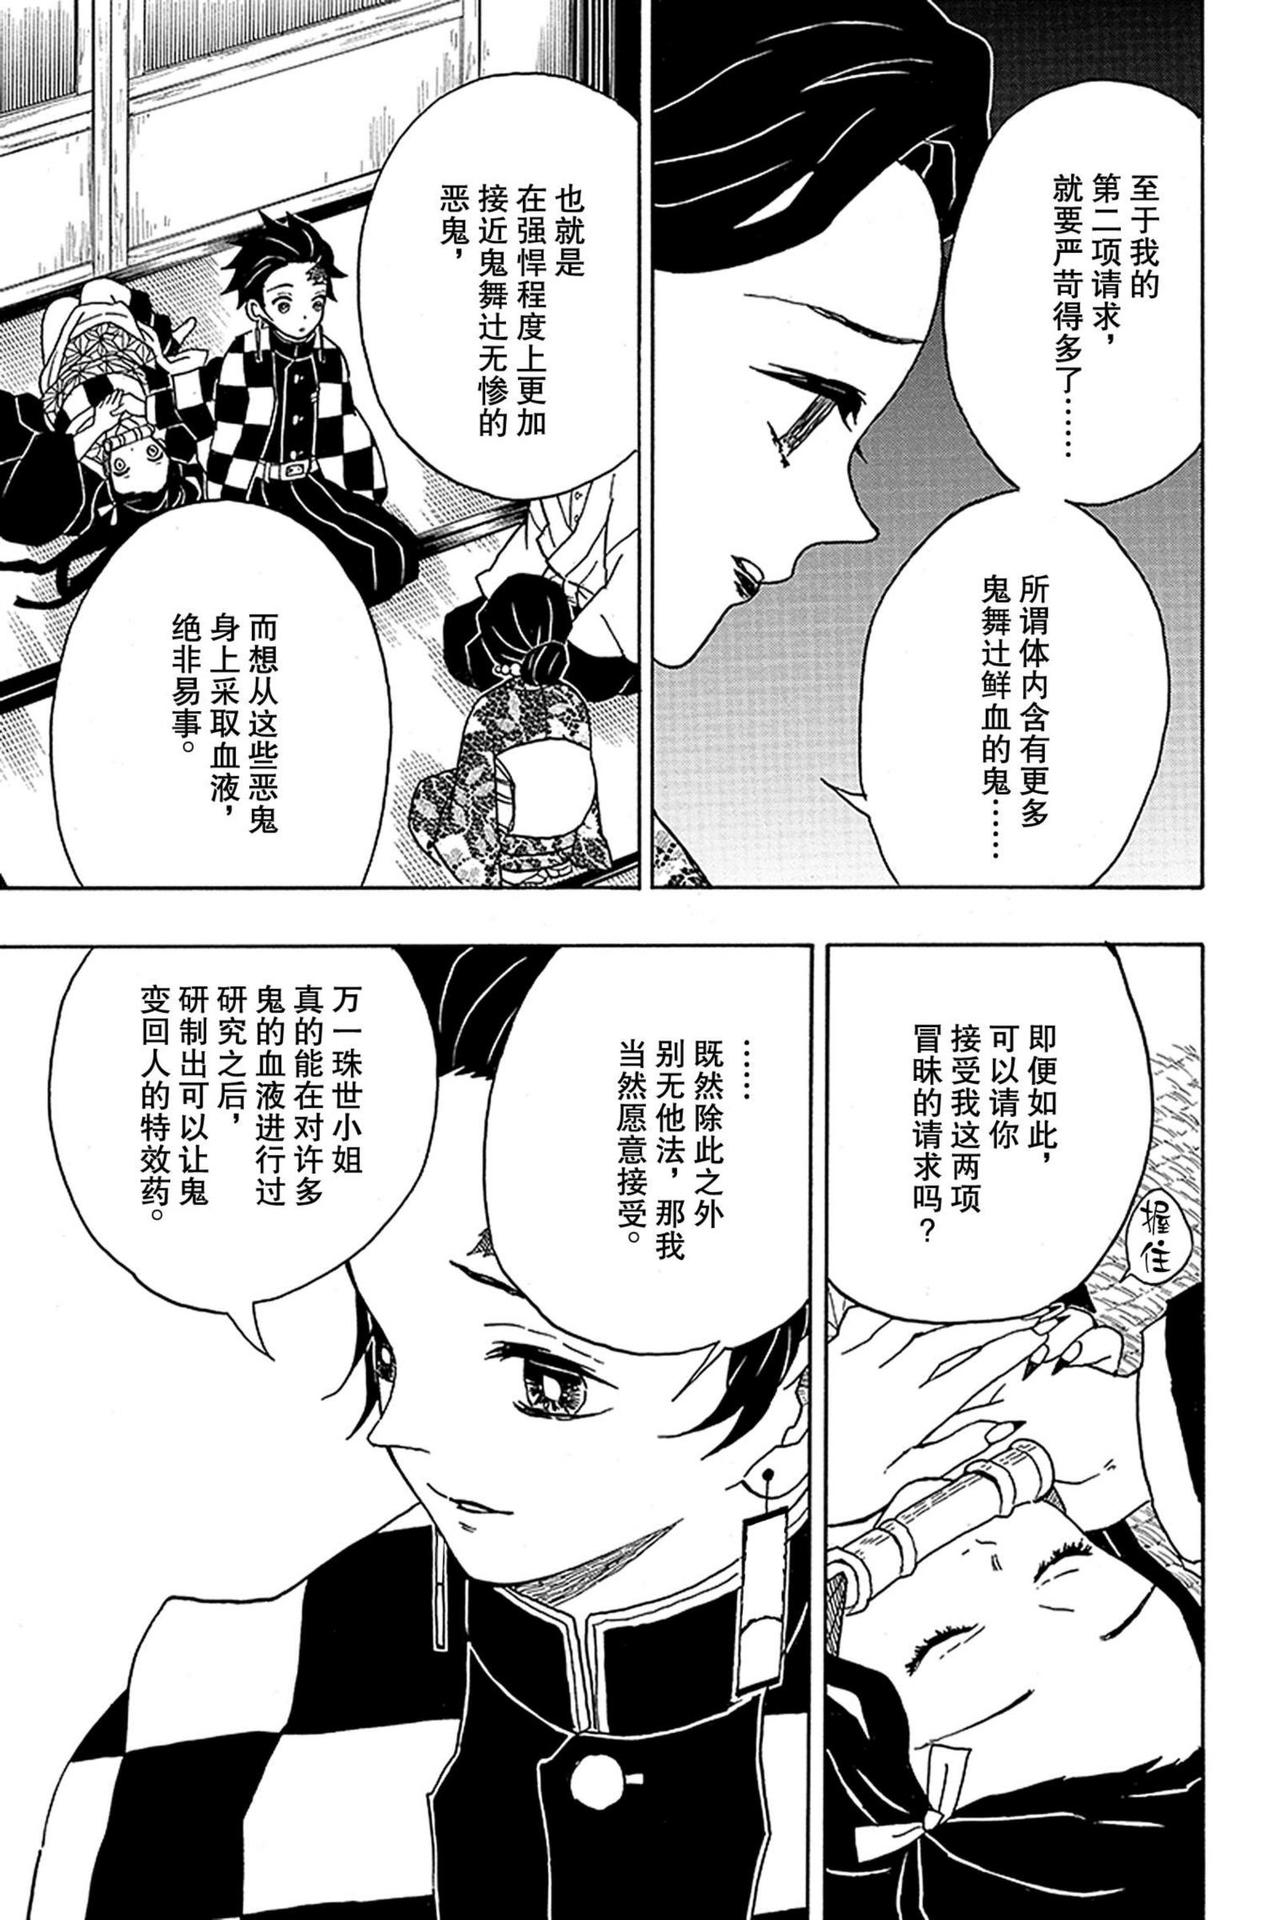 至于我的
第二项请求，
就要严苛得多了……
所谓体内含有更多
鬼舞辻鲜血的鬼……
也就是
在强悍程度上更加
接近鬼舞辻无惨的
恶鬼，
而想从这些恶鬼
身上采取血液，
绝非易事。
即便如此，
可以请你
接受我这两项
冒昧的请求吗？
握住
……
既然除此之外
别无他法，那我
当然愿意接受。
万一珠世小姐
真的能在对许多
鬼的血液进行过
研究之后，
研制出可以让鬼
变回人的特效药。